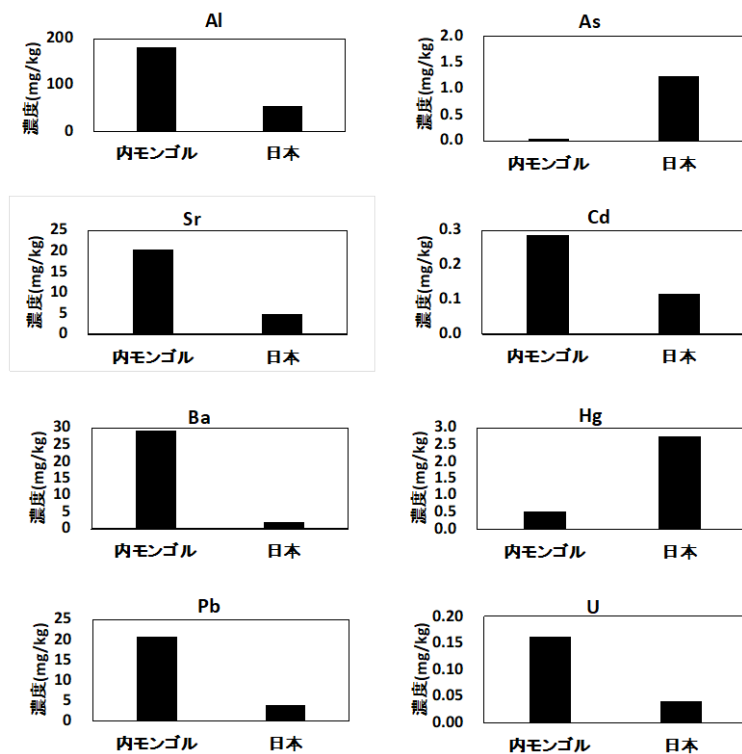 Al
濃度(mg/kg)
200
100
0
内モンゴル 日本
As
濃度(mg/kg)
2.0
1.5
1.0
0.5
0.0
内モンゴル 日本
Sr
濃度(mg/kg)
25
20
15
10
5
0
内モンゴル 日本
Cd
濃度(mg/kg)
0.3
0.2
0.1
0.0
内モンゴル 日本
Ba
濃度(mg/kg)
30
25
20
15
10
5
0
内モンゴル 日本
Hg
濃度(mg/kg)
3.0
2.5
2.0
1.5
1.0
0.5
0.0
内モンゴル 日本
Pb
濃度(mg/kg)
25
20
15
10
5
0
内モンゴル 日本
U
濃度(mg/kg)
0.20
0.15
0.10
0.05
0.00
内モンゴル 日本